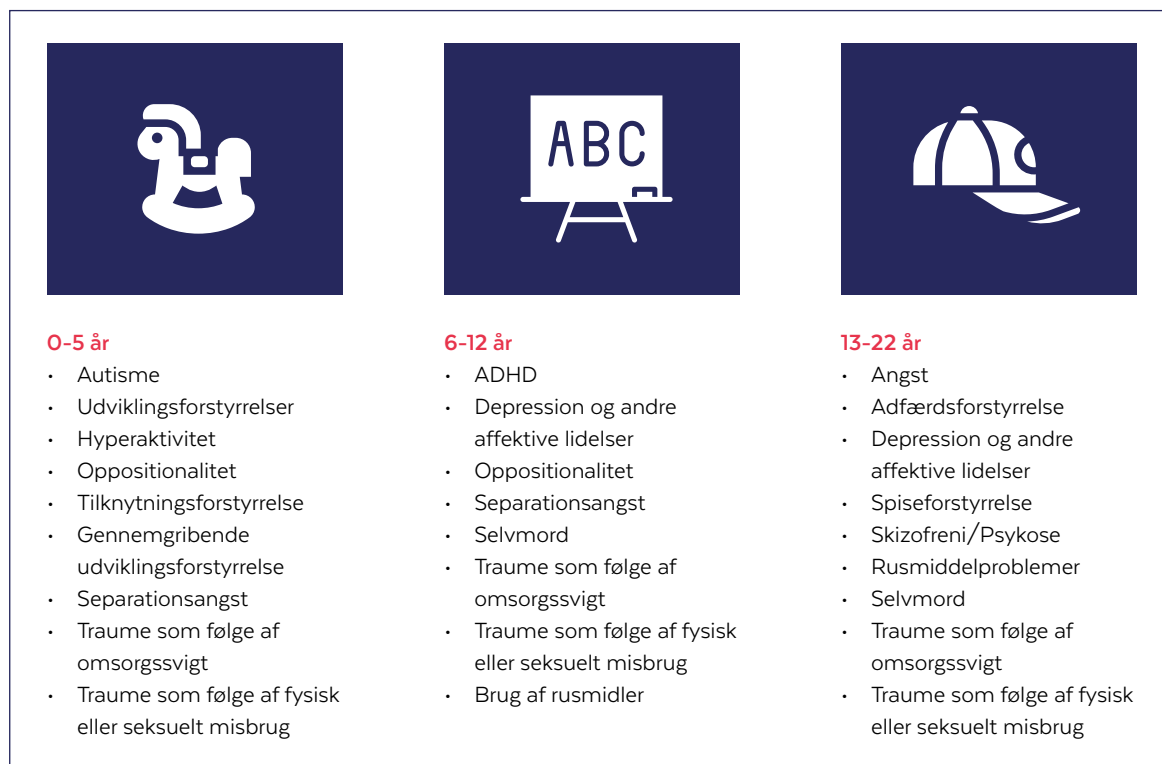 ABC
0-5 år
• Autisme
• Udviklingsforstyrrelser
• Hyperaktivitet
• Oppositionalitet
• Tilknytningsforstyrrelse
• Gennemgribende
udviklingsforstyrrelse
• Separationsangst
• Traume som følge af
omsorgssvigt
• Traume som følge af fysisk
eller seksuelt misbrug
6-12 år
• ADHD
• Depression og andre
affektive lidelser
• Oppositionalitet
• Separationsangst
• Selvmord
• Traume som følge af
omsorgssvigt
• Traume som følge af fysisk
eller seksuelt misbrug
• Brug af rusmidler
13-22 år
• Angst
• Adfærdsforstyrrelse
• Depression og andre
affektive lidelser
• Spiseforstyrrelse
• Skizofreni/Psykose
• Rusmiddelproblemer
• Selvmord
• Traume som følge af
omsorgssvigt
• Traume som følge af fysisk
eller seksuelt misbrug